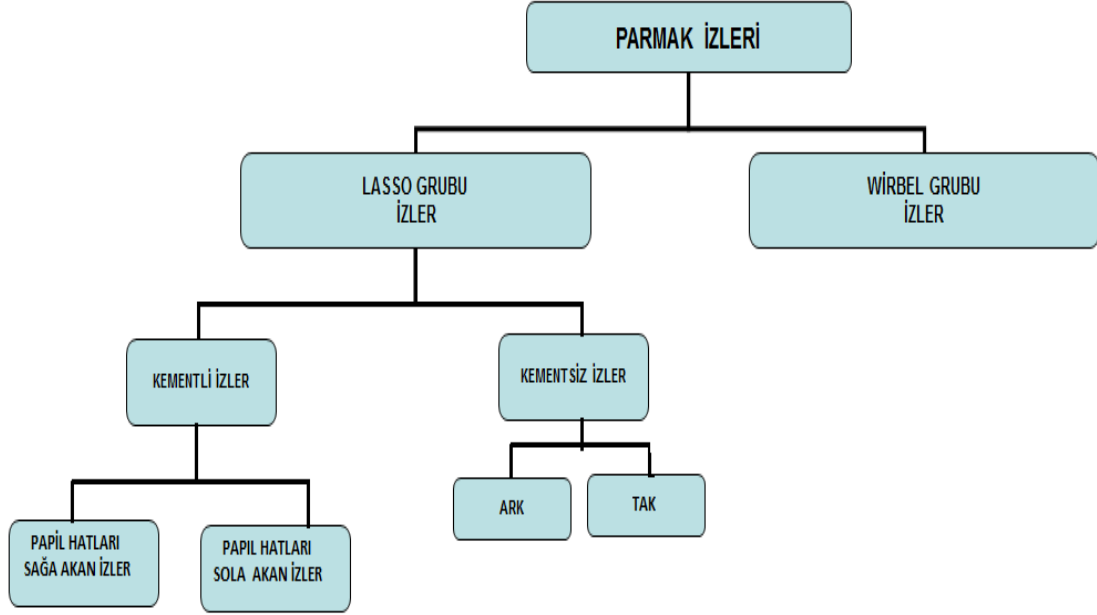 PARMAK İZLERİ
LASSO GRUBU
İZLER
WİRBEL GRUBU
İZLER
KEMENTLİ İZLER
KEMENTSİZ İZLER
ARK
TAK
PAPİL HATLARI
SAĞA AKAN İZLER
PAPIL HATLARI
SOLA AKAN İZLER